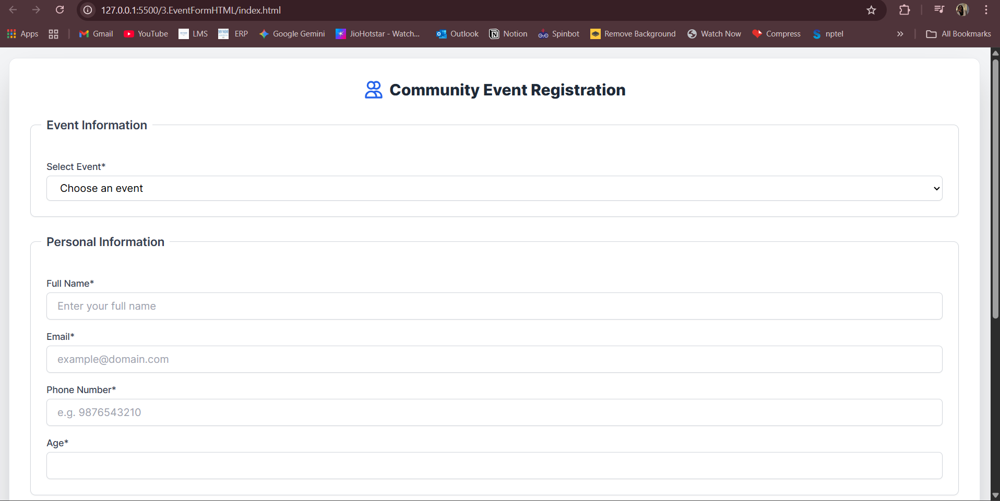 127.0.0.1:5500/3.EventFormHTML/index.html
Apps Gmail YouTube LMS ERP Google Gemini JioHotstar - Watch... Outlook Notion Spinbot Remove Background Watch Now Compress nptel » All Bookmarks
Community Event Registration
Event Information
Select Event*
Choose an event
Personal Information
Full Name*
Enter your full name
Email*
example@domain.com
Phone Number*
e.g. 9876543210
Age*